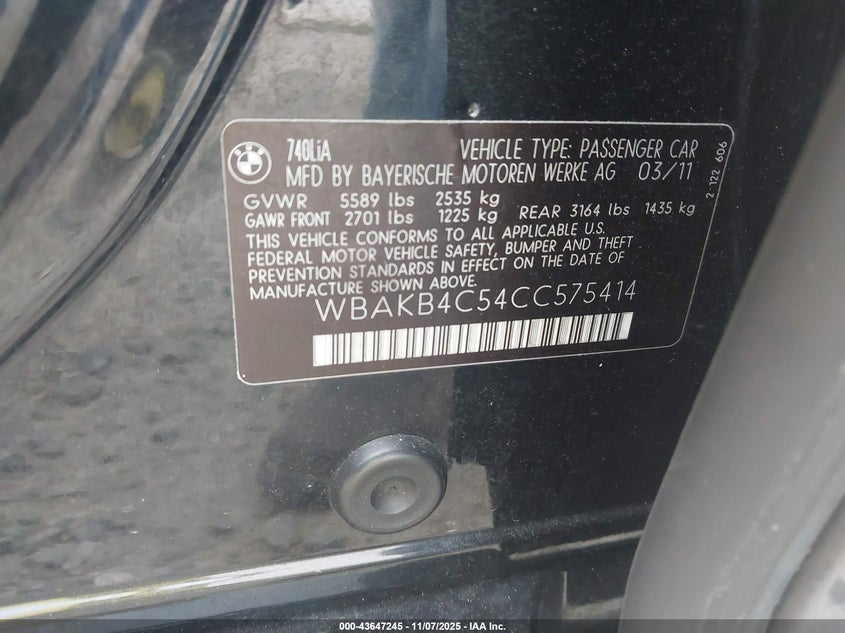 740LiA VEHICLE TYPE: PASSENGER CAR
MFD BY BAYERISCHE MOTOREN WERKE AG 03/11
GVWR 5589 lbs 2535 kg
GAWR FRONT 2701 lbs 1225 kg REAR 3164 lbs 1435 kg
THIS VEHICLE CONFORMS TO ALL APPLICABLE U.S.
FEDERAL MOTOR VEHICLE SAFETY, BUMPER AND THEFT
PREVENTION STANDARDS IN EFFECT ON THE DATE OF
MANUFACTURE SHOWN ABOVE.
WBAKB4C54CC575414
2 122 606
BMW
000-43647245 - 11/07/2025 - IAA Inc.